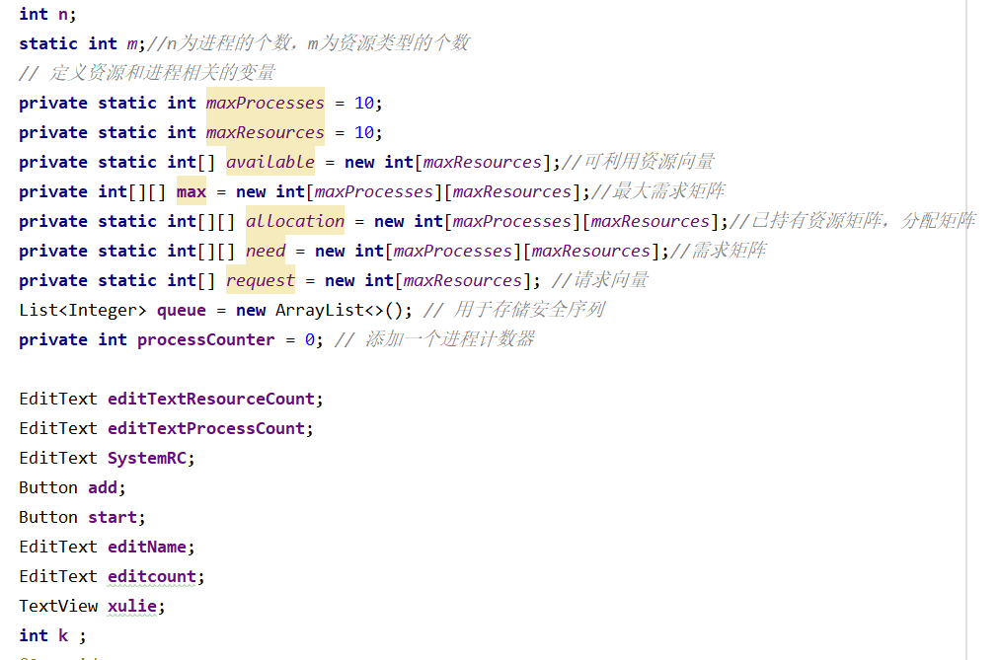 int n;
static int m;//n为进程的个数，m为资源类型的个数
// 定义资源和进程相关的变量
private static int maxProcesses = 10;
private static int maxResources = 10;
private static int[] available = new int[maxResources];//可利用资源向量
private int[][] max = new int[maxProcesses][maxResources];//最大需求矩阵
private static int[][] allocation = new int[maxProcesses][maxResources];//已持有资源矩阵，分配矩阵
private static int[][] need = new int[maxProcesses][maxResources];//需求矩阵
private static int[] request = new int[maxResources]; //请求向量
List<Integer> queue = new ArrayList<>(); // 用于存储安全序列
private int processCounter = 0; // 添加一个进程计数器
EditText editTextResourceCount;
EditText editTextProcessCount;
EditText SystemRC;
Button add;
Button start;
EditText editName;
EditText editcount;
TextView xulie;
int k ;